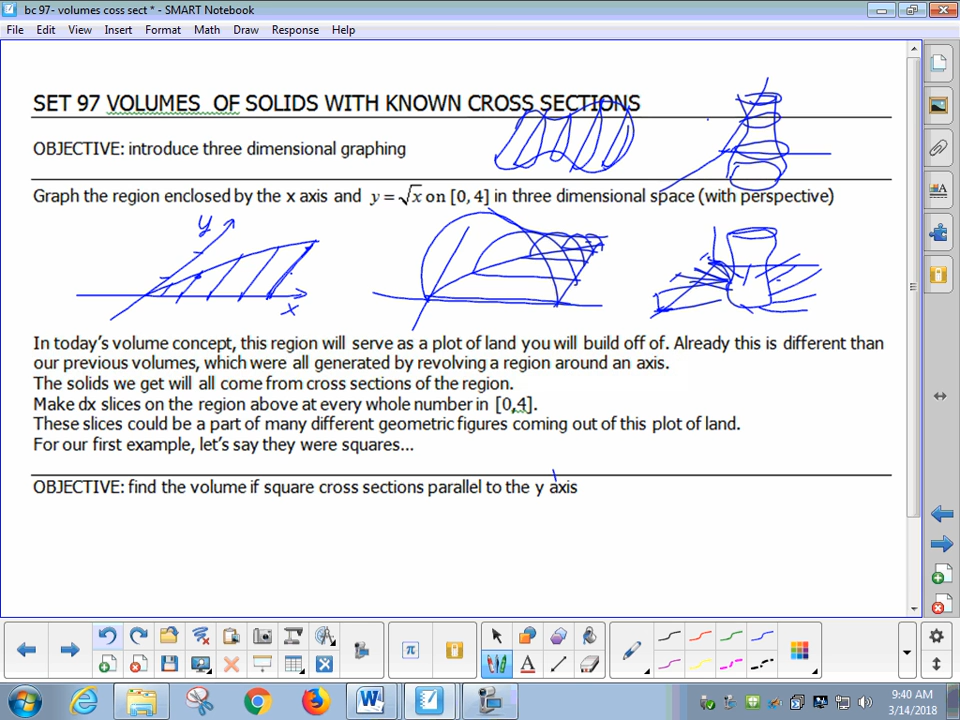 bc 97- volumes coss sect * - SMART Notebook
File Edit View Insert Format Math Draw Response Help
SET 97 VOLUMES OF SOLIDS WITH KNOWN CROSS SECTIONS
OBJECTIVE: introduce three dimensional graphing
Graph the region enclosed by the x axis and y = √x on [0, 4] in three dimensional space (with perspective)
y
x
In today's volume concept, this region will serve as a plot of land you will build off of. Already this is different than
our previous volumes, which were all generated by revolving a region around an axis.
The solids we get will all come from cross sections of the region.
Make dx slices on the region above at every whole number in [0,4].
These slices could be a part of many different geometric figures coming out of this plot of land.
For our first example, let's say they were squares...
OBJECTIVE: find the volume if square cross sections parallel to the y axis
9:40 AM
3/14/2018